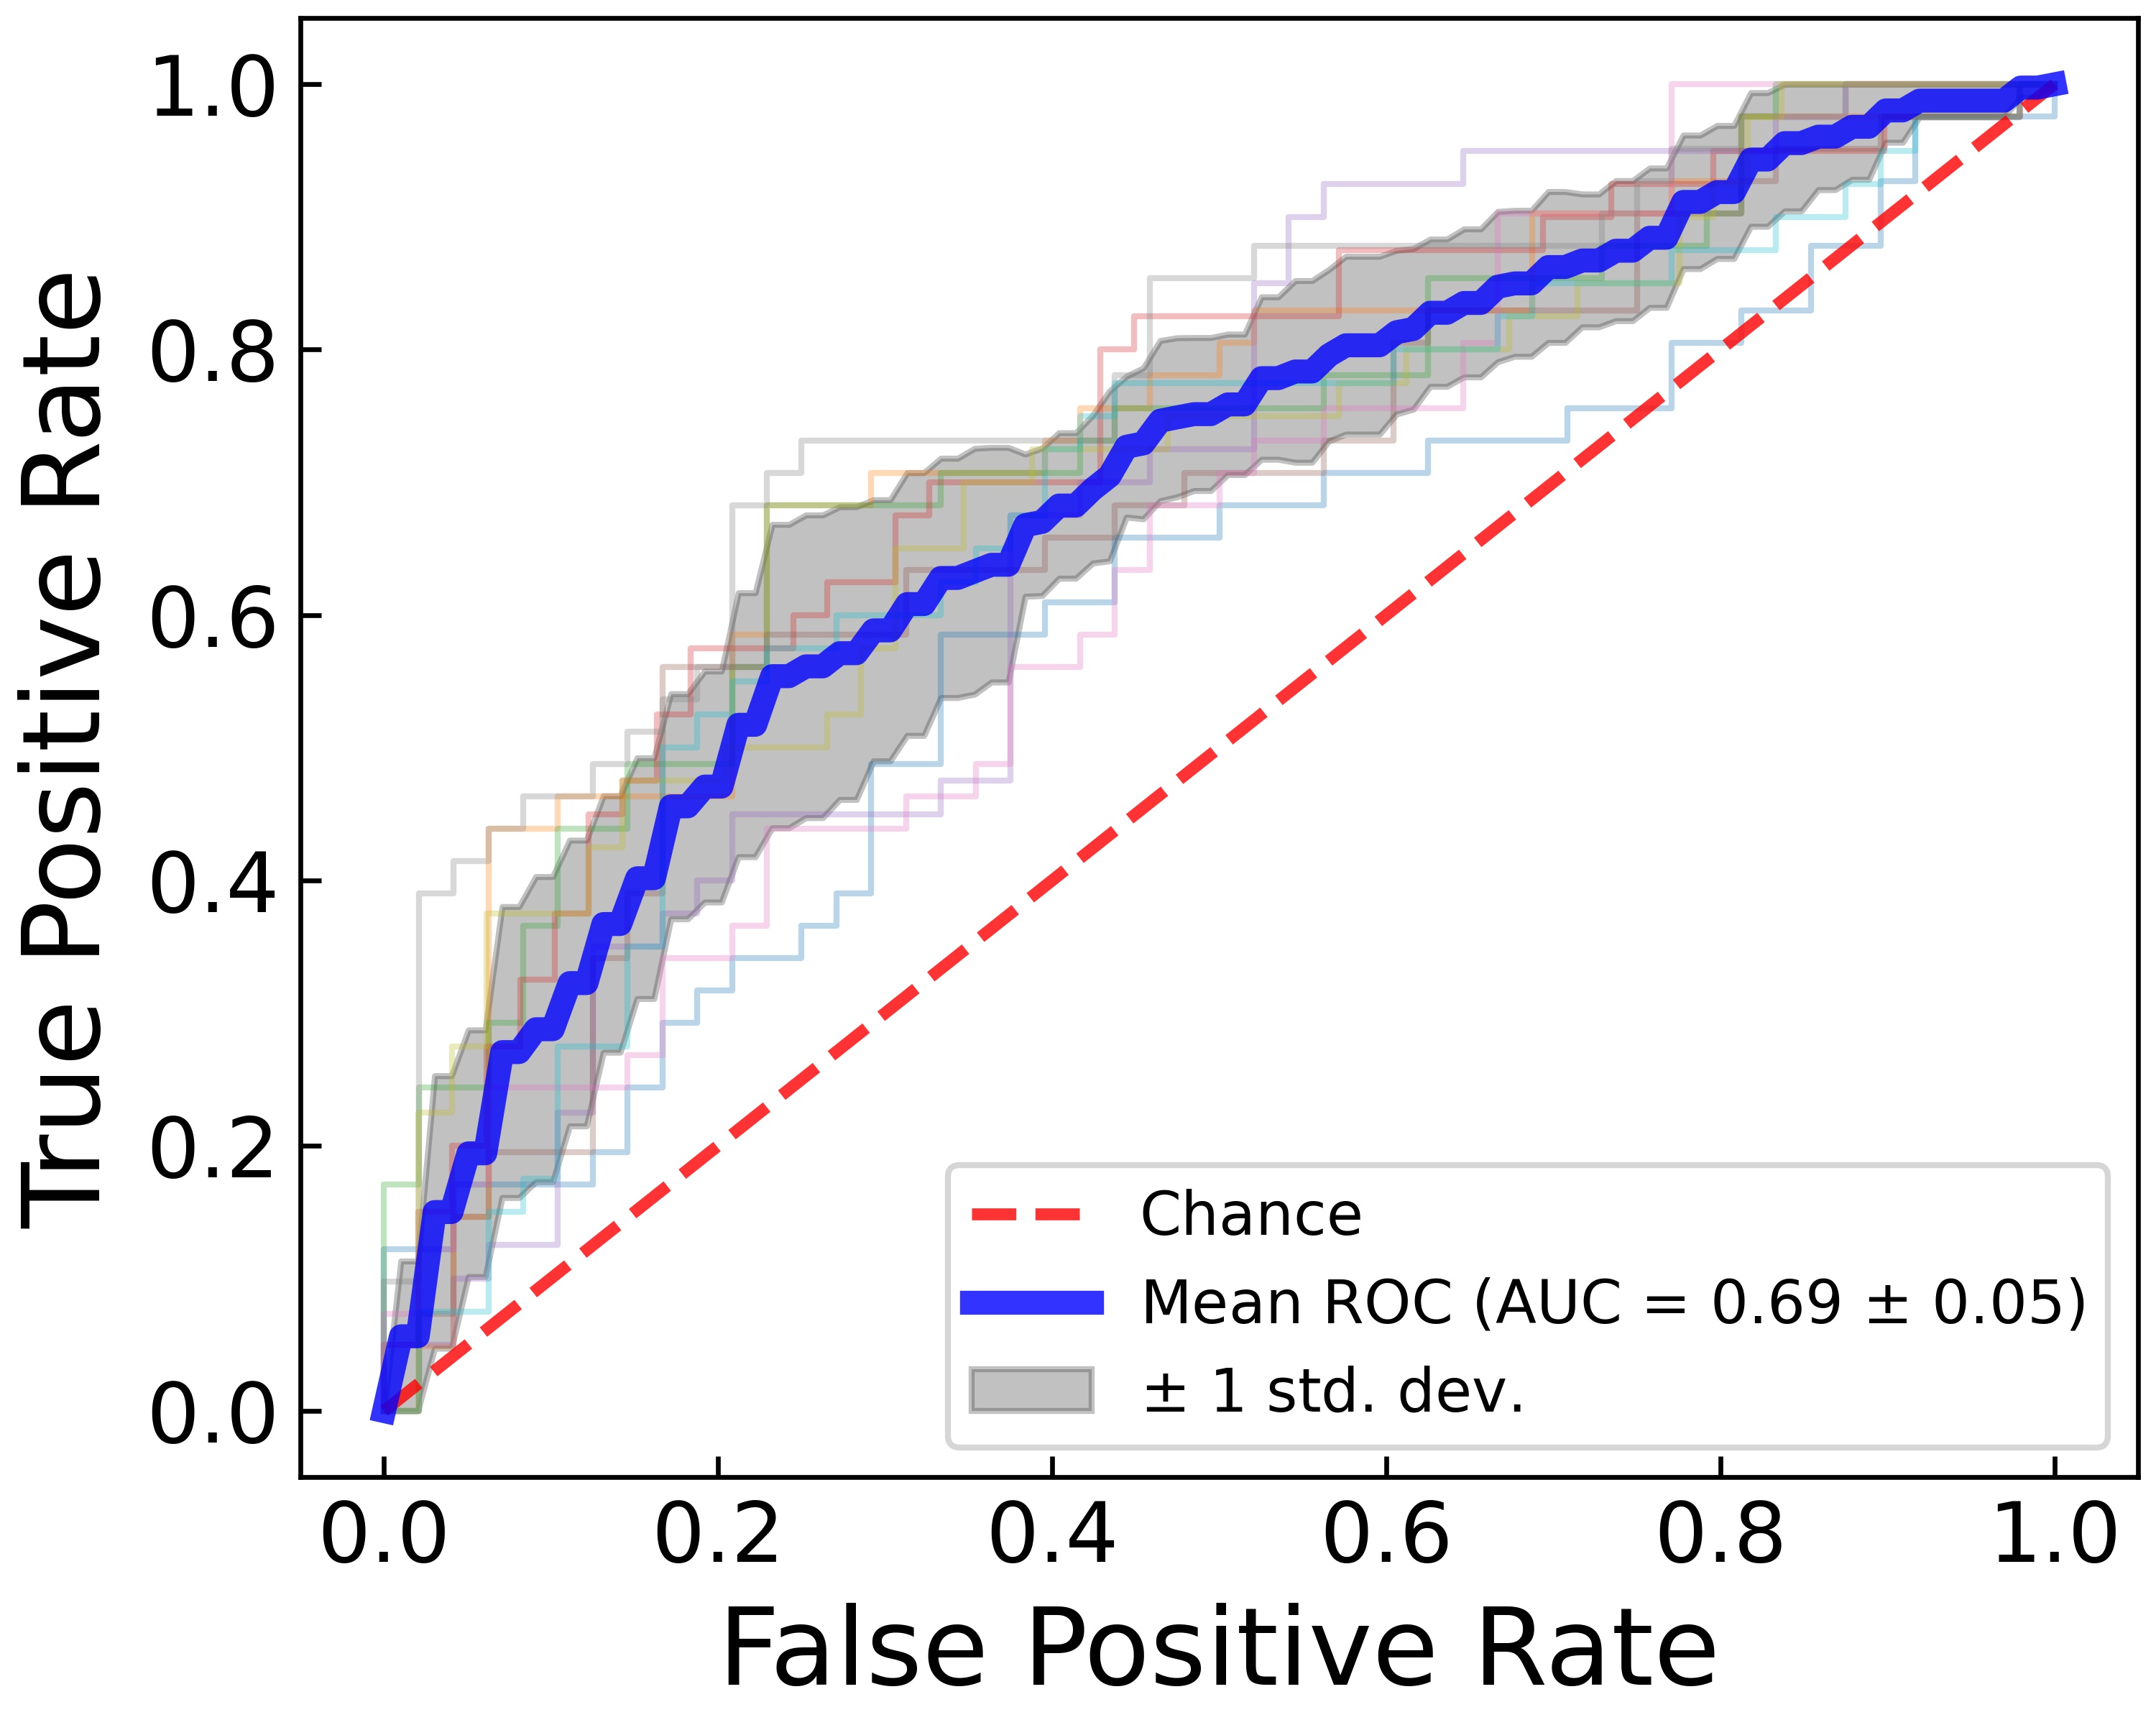 True Positive Rate
1.0
0.8
0.6
0.4
0.2
0.0
Chance
Mean ROC (AUC = 0.69 ± 0.05)
± 1 std. dev.
0.0 0.2 0.4 0.6 0.8 1.0
False Positive Rate